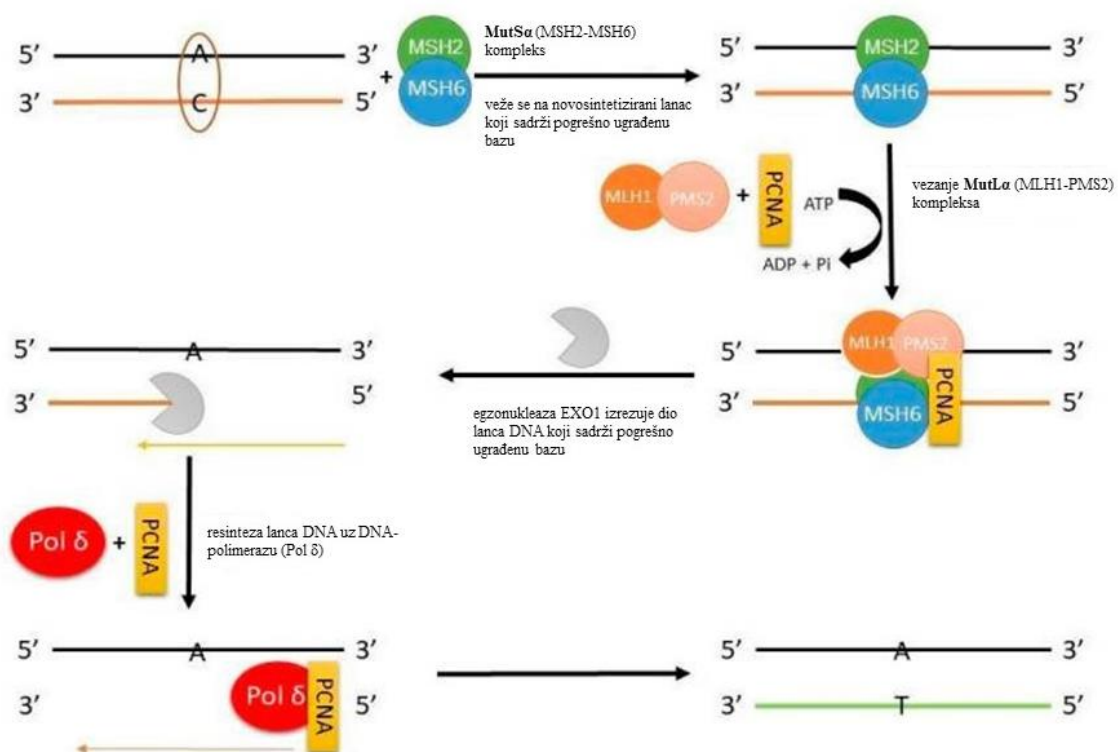 5’ A 3’
3’ C 5’
+
MSH2
MSH6
MutSα (MSH2-MSH6)
kompleks
veže se na novosintetizirani lanac
koji sadrži pogrešno ugrađenu
bazu
5’ MSH2 3’
3’ MSH6 5’
MLH1 PMS2 + PCNA
ATP
ADP + Pi
vezanje MutLα (MLH1-PMS2)
kompleksa
5’ MLH1 PMS2 3’
3’ MSH6 PCNA 5’
egzonukleaza EXO1 izrezuje dio
lanca DNA koji sadrži pogrešno
ugrađenu bazu
5’ A 3’
3’ 5’
Pol δ + PCNA
resinteza lanca DNA uz DNA-
polimerazu (Pol δ)
5’ A 3’
3’ Pol δ PCNA 5’
5’ A 3’
3’ T 5’